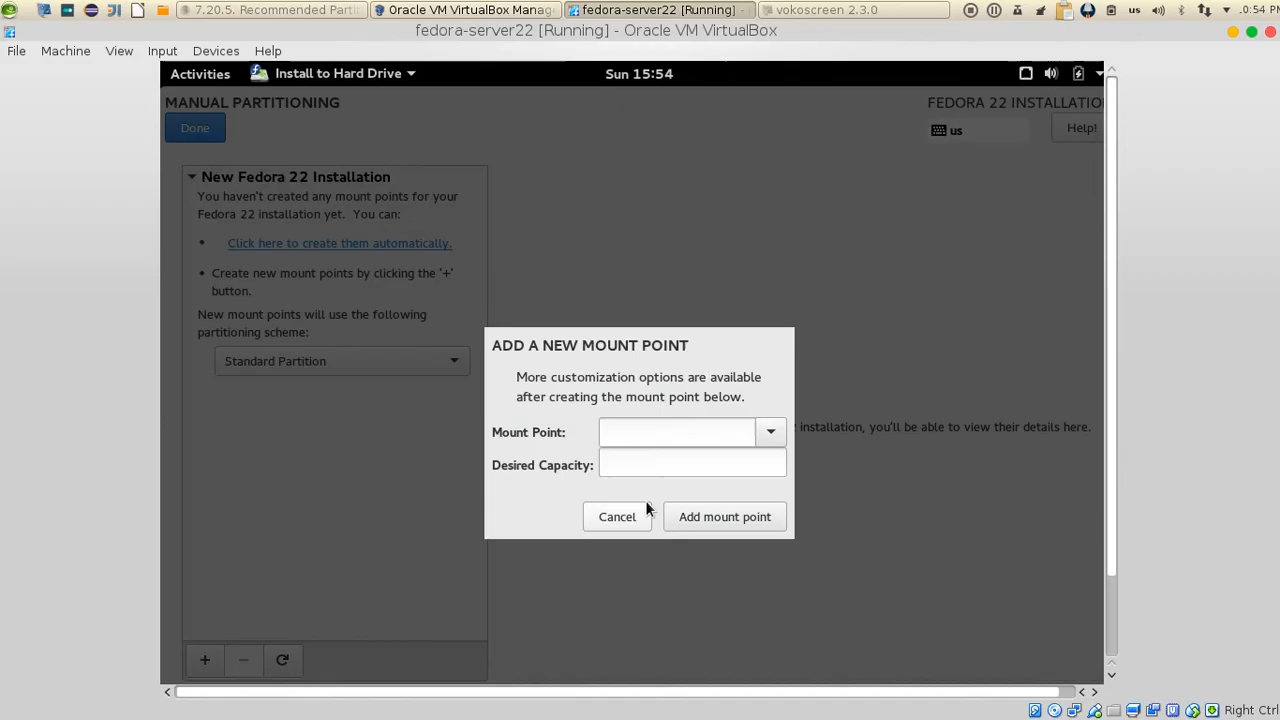 7.20.5. Recommended Parti
Oracle VM VirtualBox Manag
fedora-server22 [Running] -
vokoscreen 2.3.0
us
.0:54 PM
fedora-server22 [Running] - Oracle VM VirtualBox
File Machine View Input Devices Help
Activities Install to Hard Drive Sun 15:54
MANUAL PARTITIONING
FEDORA 22 INSTALLATIO
Done
us
Help!
New Fedora 22 Installation
You haven't created any mount points for your
Fedora 22 installation yet. You can:
• Click here to create them automatically.
• Create new mount points by clicking the '+'
button.
New mount points will use the following
partitioning scheme:
Standard Partition
ADD A NEW MOUNT POINT
More customization options are available
after creating the mount point below.
Mount Point:
installation, you'll be able to view their details here.
Desired Capacity:
Cancel Add mount point
+ −
Right Ctrl